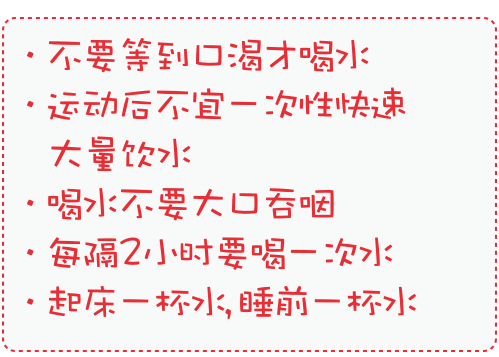 · 不要等到口渴才喝水
· 运动后不宜一次性快速
大量饮水
· 喝水不要大口吞咽
· 每隔2小时要喝一次水
· 起床一杯水,睡前一杯水